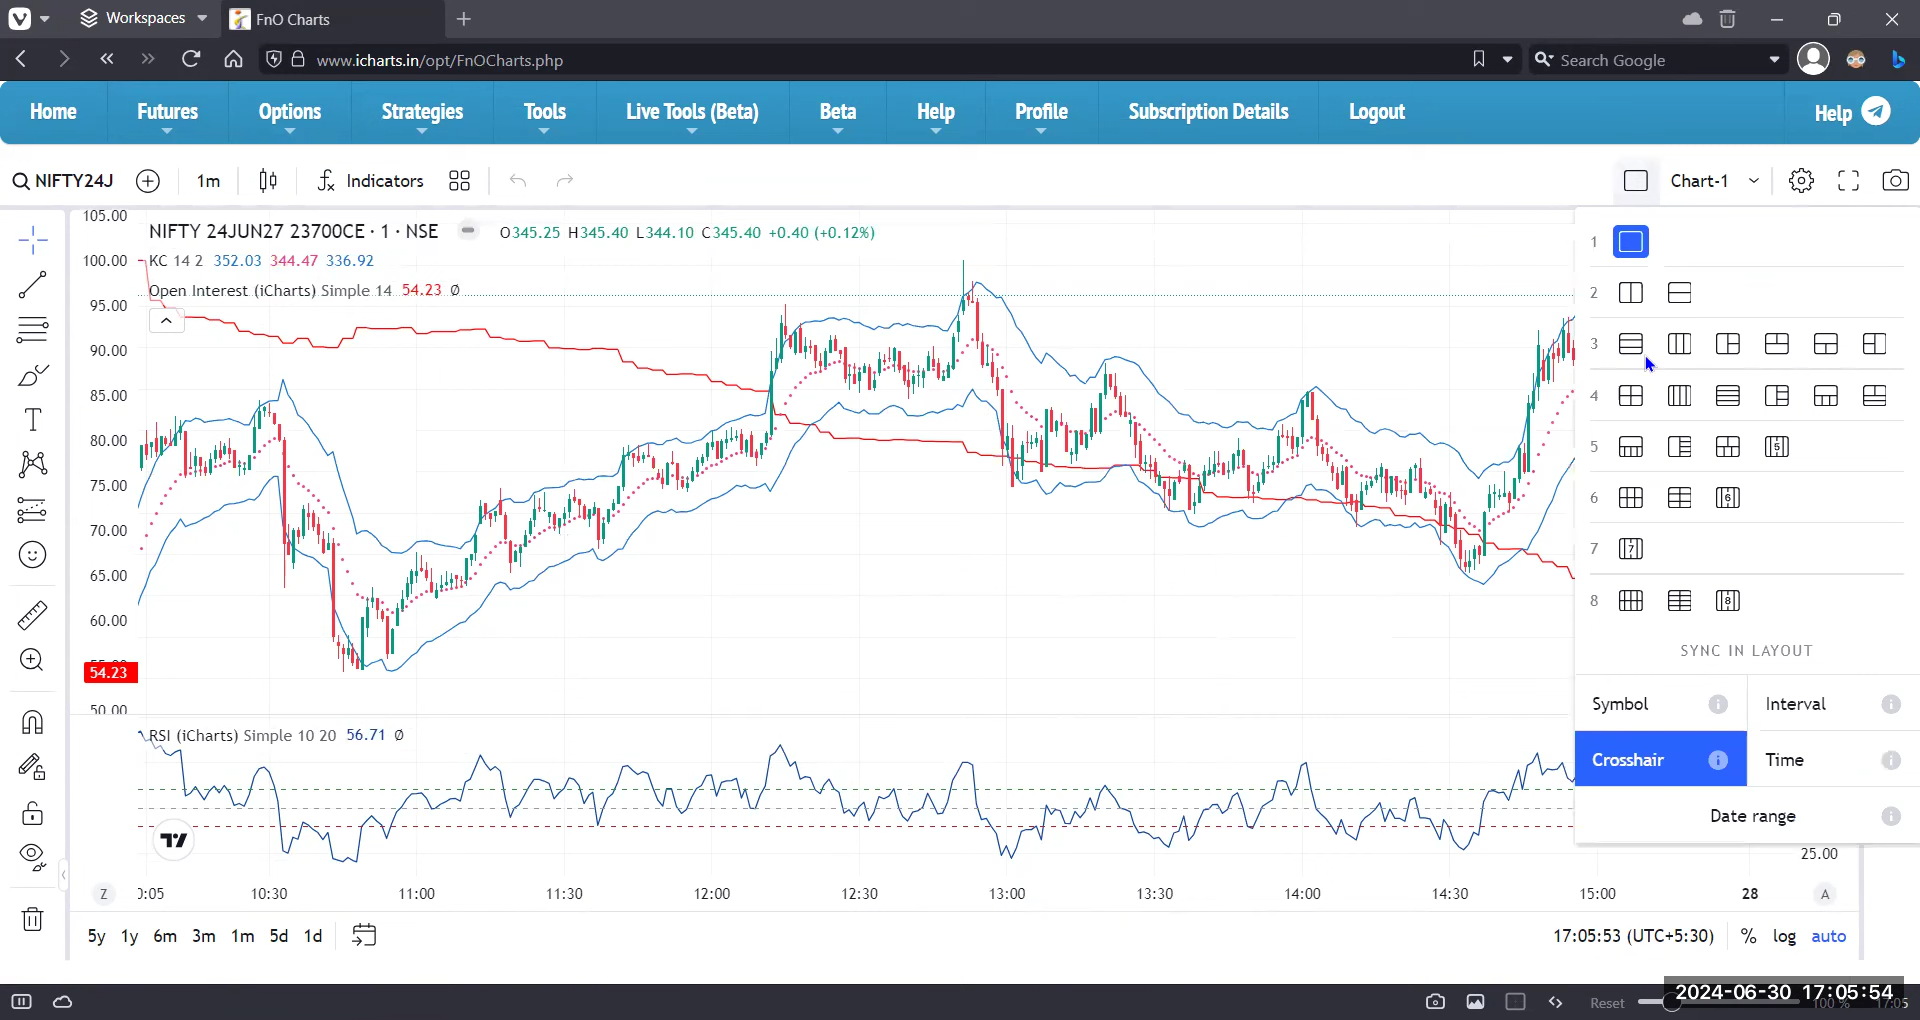 Workspaces
FnO Charts
www.icharts.in/opt/FnOCharts.php
Search Google
Home
Futures
Options
Strategies
Tools
Live Tools (Beta)
Beta
Help
Profile
Subscription Details
Logout
Help
NIFTY24J
1m
Indicators
Chart-1
NIFTY 24JUN27 23700CE · 1 · NSE
O345.25 H345.40 L344.10 C345.40 +0.40 (+0.12%)
KC 14 2 352.03 344.47 336.92
Open Interest (iCharts) Simple 14 54.23 Ø
105.00
100.00
95.00
90.00
85.00
80.00
75.00
70.00
65.00
60.00
54.23
50.00
1
2
3
4
5
5
6
6
7
7
8
8
SYNC IN LAYOUT
Symbol
Interval
Crosshair
Time
Date range
RSI (iCharts) Simple 10 20 56.71 Ø
25.00
Z
10:30
11:00
11:30
12:00
12:30
13:00
13:30
14:00
14:30
15:00
28
A
5y 1y 6m 3m 1m 5d 1d
17:05:53 (UTC+5:30)
%
log
auto
Reset
2024-06-30 17:05:54
100 %
17:05